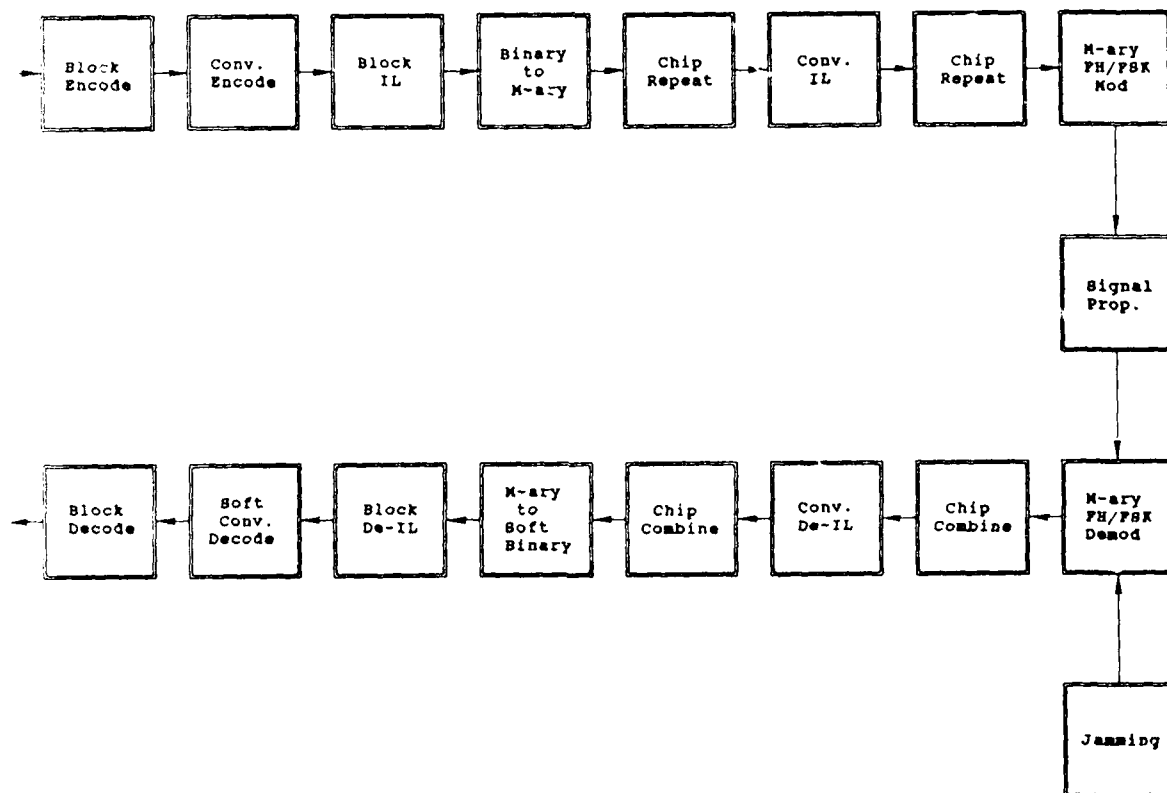 Block
Encode
Conv.
Encode
Block
IL
Binary
to
M-ary
Chip
Repeat
Conv.
IL
Chip
Repeat
M-ary
FH/FSK
Mod
Signal
Prop.
Block
Decode
Soft
Conv.
Decode
Block
De-IL
M-ary
to
Soft
Binary
Chip
Combine
Conv.
De-IL
Chip
Combine
M-ary
FH/FSK
Demod
Jamming